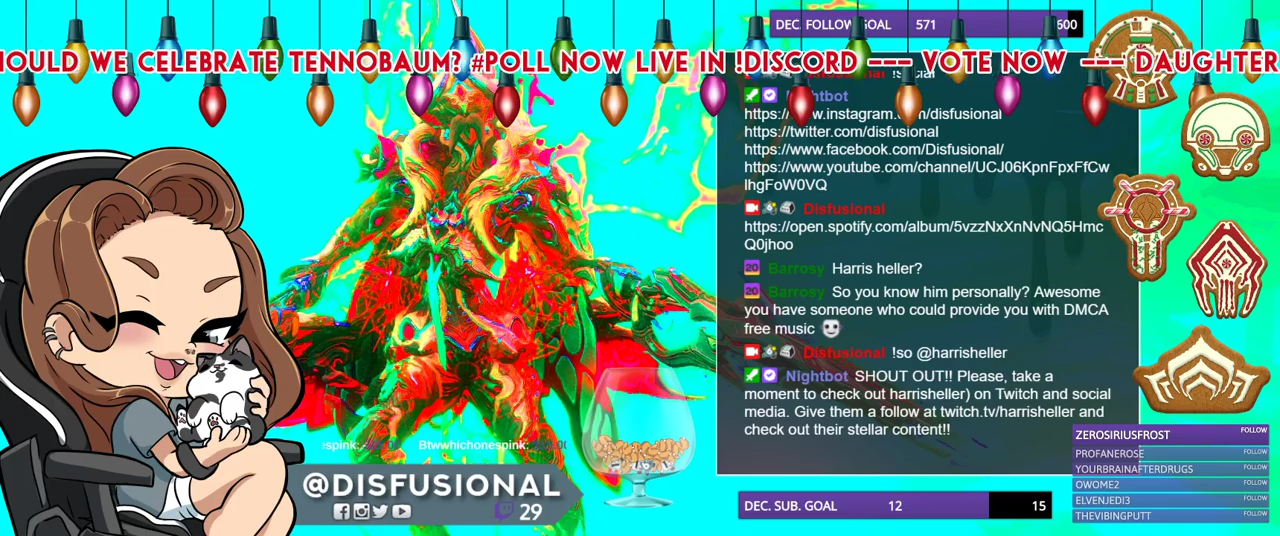 DEC. FOLLOW GOAL 571 600
HOULD WE CELEBRATE TENNOBAUM? #POLL NOW LIVE IN !DISCORD --- VOTE NOW --- DAUGHTER
Nightbot
https://www.instagram.com/disfusional
https://twitter.com/disfusional
https://www.facebook.com/Disfusional/
https://www.youtube.com/channel/UCJ06KpnFpxFfCw
IhgFoW0VQ
Disfusional
https://open.spotify.com/album/5vzzNxXnNvNQ5Hmc
Q0jhoo
20 Barrosy Harris heller?
20 Barrosy So you know him personally? Awesome
you have someone who could provide you with DMCA
free music
Disfusional !so @harrisheller
Nightbot SHOUT OUT!! Please, take a
moment to check out harrisheller) on Twitch and social
media. Give them a follow at twitch.tv/harrisheller and
check out their stellar content!!
spink: Btwwhichonespink:
@DISFUSIONAL
29
DEC. SUB. GOAL 12 15
ZEROSIRIUSFROST FOLLOW
PROFANEROSE FOLLOW
YOURBRAINAFTERDRUGS FOLLOW
OWOME2 FOLLOW
ELVENJEDI3 FOLLOW
THEVIBINGPUTT FOLLOW